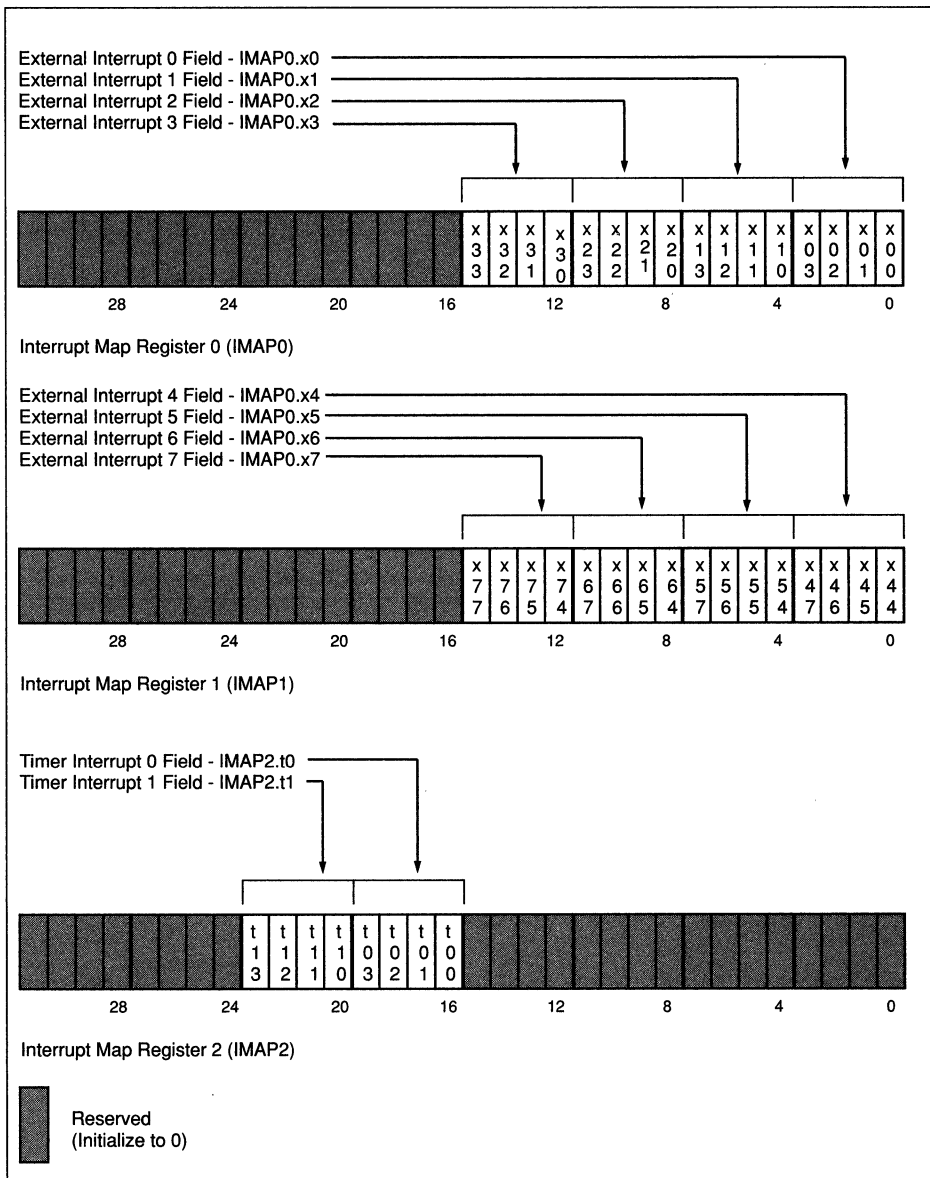 External Interrupt 0 Field - IMAP0.x0
External Interrupt 1 Field - IMAP0.x1
External Interrupt 2 Field - IMAP0.x2
External Interrupt 3 Field - IMAP0.x3
x33 x32 x31 x30 x23 x22 x21 x20 x13 x12 x11 x10 x03 x02 x01 x00
28 24 20 16 12 8 4 0
Interrupt Map Register 0 (IMAP0)
External Interrupt 4 Field - IMAP0.x4
External Interrupt 5 Field - IMAP0.x5
External Interrupt 6 Field - IMAP0.x6
External Interrupt 7 Field - IMAP0.x7
x77 x76 x75 x74 x67 x66 x65 x64 x57 x56 x55 x54 x47 x46 x45 x44
28 24 20 16 12 8 4 0
Interrupt Map Register 1 (IMAP1)
Timer Interrupt 0 Field - IMAP2.t0
Timer Interrupt 1 Field - IMAP2.t1
t13 t12 t11 t10 t03 t02 t01 t00
28 24 20 16 12 8 4 0
Interrupt Map Register 2 (IMAP2)
Reserved
(Initialize to 0)